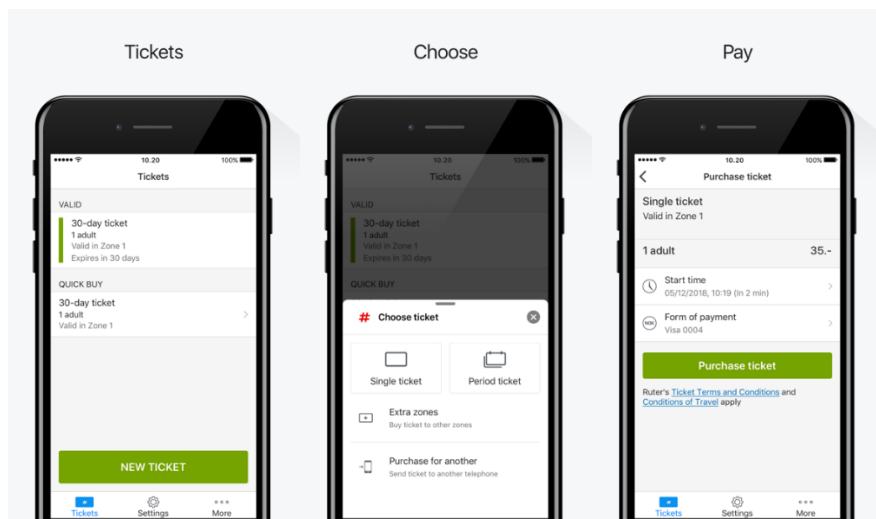 Tickets
Choose
Pay
10.20
100%
Tickets
VALID
30-day ticket
1 adult
Valid in Zone 1
Expires in 30 days
QUICK BUY
30-day ticket
1 adult
Valid in Zone 1
NEW TICKET
Tickets
Settings
More
10.20
100%
Tickets
VALID
30-day ticket
1 adult
Valid in Zone 1
Expires in 30 days
QUICK BUY
# Choose ticket
Single ticket
Period ticket
Extra zones
Buy ticket to other zones
Purchase for another
Send ticket to another telephone
10.20
100%
Purchase ticket
Single ticket
Valid in Zone 1
1 adult 35.-
Start time
05/12/2018, 10:19 (in 2 min)
NOK
Form of payment
Visa 0004
Purchase ticket
Ruter's Ticket Terms and Conditions and
Conditions of Travel apply
Tickets
Settings
More